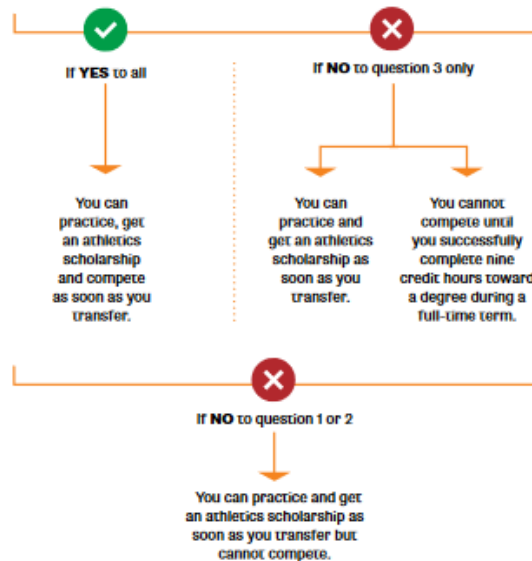 If YES to all
If NO to question 3 only
You can
practice, get
an athletics
scholarship
and compete
as soon as you
transfer.
You can
practice and
get an athletics
scholarship as
soon as you
transfer.
You cannot
compete until
you successfully
complete nine
credit hours toward
a degree during a
full-time term.
If NO to question 1 or 2
You can practice and get
an athletics scholarship as
soon as you transfer but
cannot compete.